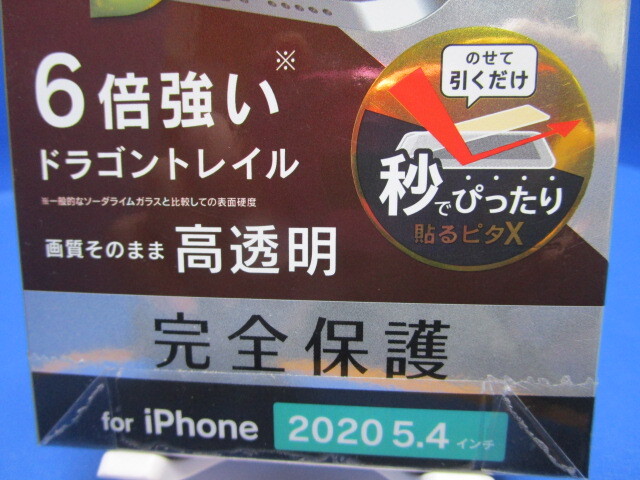 6倍強い※
ドラゴントレイル
※一般的なソーダライムガラスと比較しての表面硬度
画質そのまま 高透明
のせて
引くだけ
秒でぴったり
貼るピタX
完全保護
for iPhone 2020 5.4 インチ